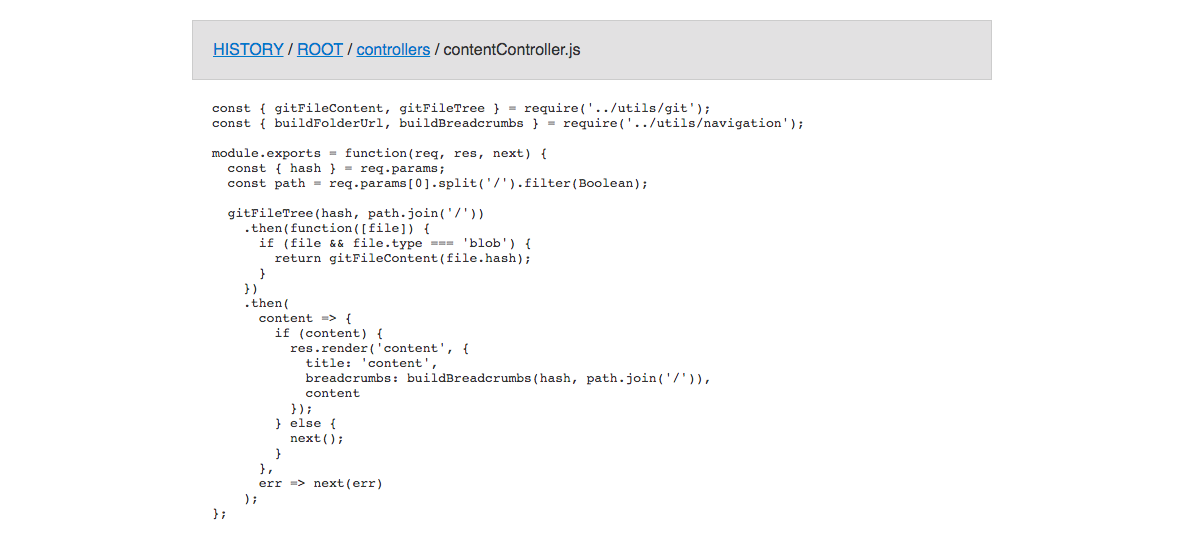 HISTORY / ROOT / controllers / contentController.js
const { gitFileContent, gitFileTree } = require('../utils/git');
const { buildFolderUrl, buildBreadcrumbs } = require('../utils/navigation');
module.exports = function(req, res, next) {
  const { hash } = req.params;
  const path = req.params[0].split('/').filter(Boolean);
  gitFileTree(hash, path.join('/'))
    .then(function([file]) {
      if (file && file.type === 'blob') {
        return gitFileContent(file.hash);
      }
    })
    .then(
      content => {
        if (content) {
          res.render('content', {
            title: 'content',
            breadcrumbs: buildBreadcrumbs(hash, path.join('/')),
            content
          });
        } else {
          next();
        }
      },
      err => next(err)
    );
};